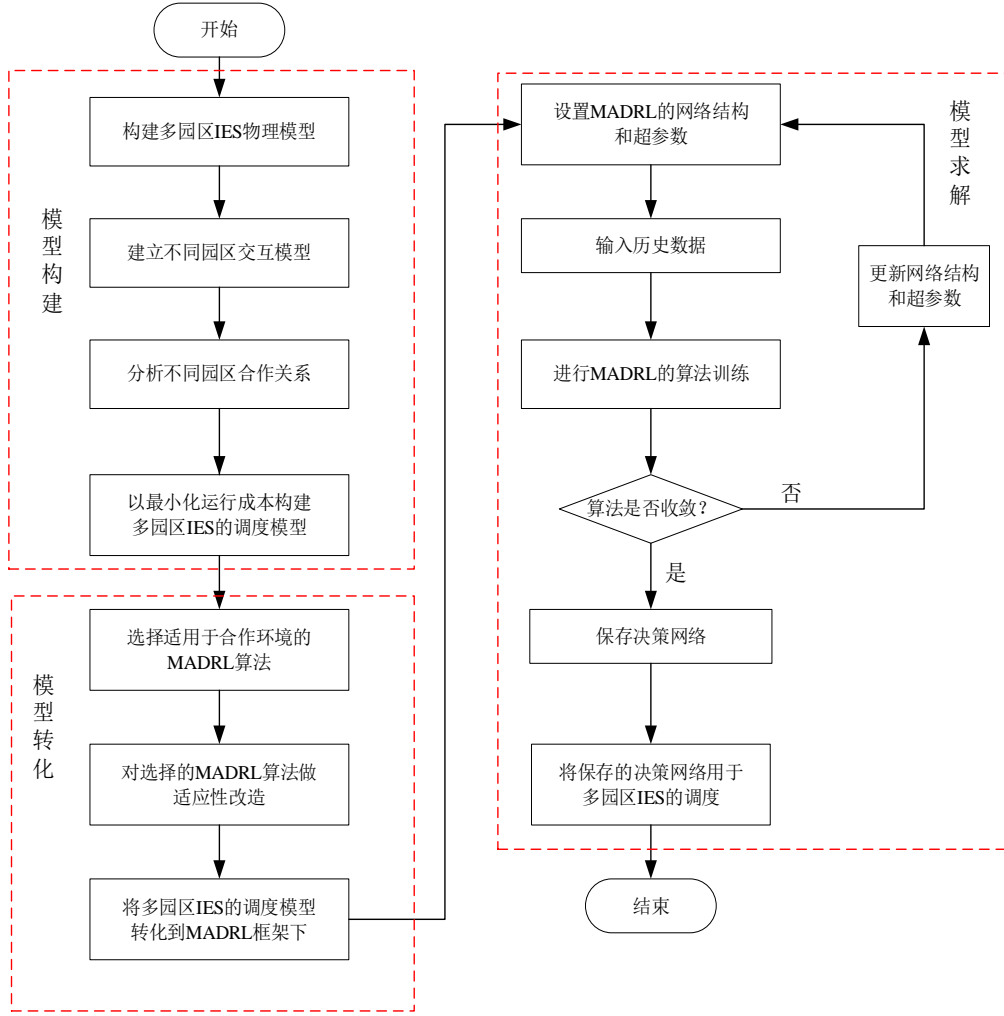 开始
模型构建
构建多园区IES物理模型
建立不同园区交互模型
分析不同园区合作关系
以最小化运行成本构建
多园区IES的调度模型
模型转化
选择适用于合作环境的
MADRL算法
对选择的MADRL算法做
适应性改造
将多园区IES的调度模型
转化到MADRL框架下
模型求解
设置MADRL的网络结构
和超参数
输入历史数据
进行MADRL的算法训练
算法是否收敛?
否
更新网络结构
和超参数
是
保存决策网络
将保存的决策网络用于
多园区IES的调度
结束